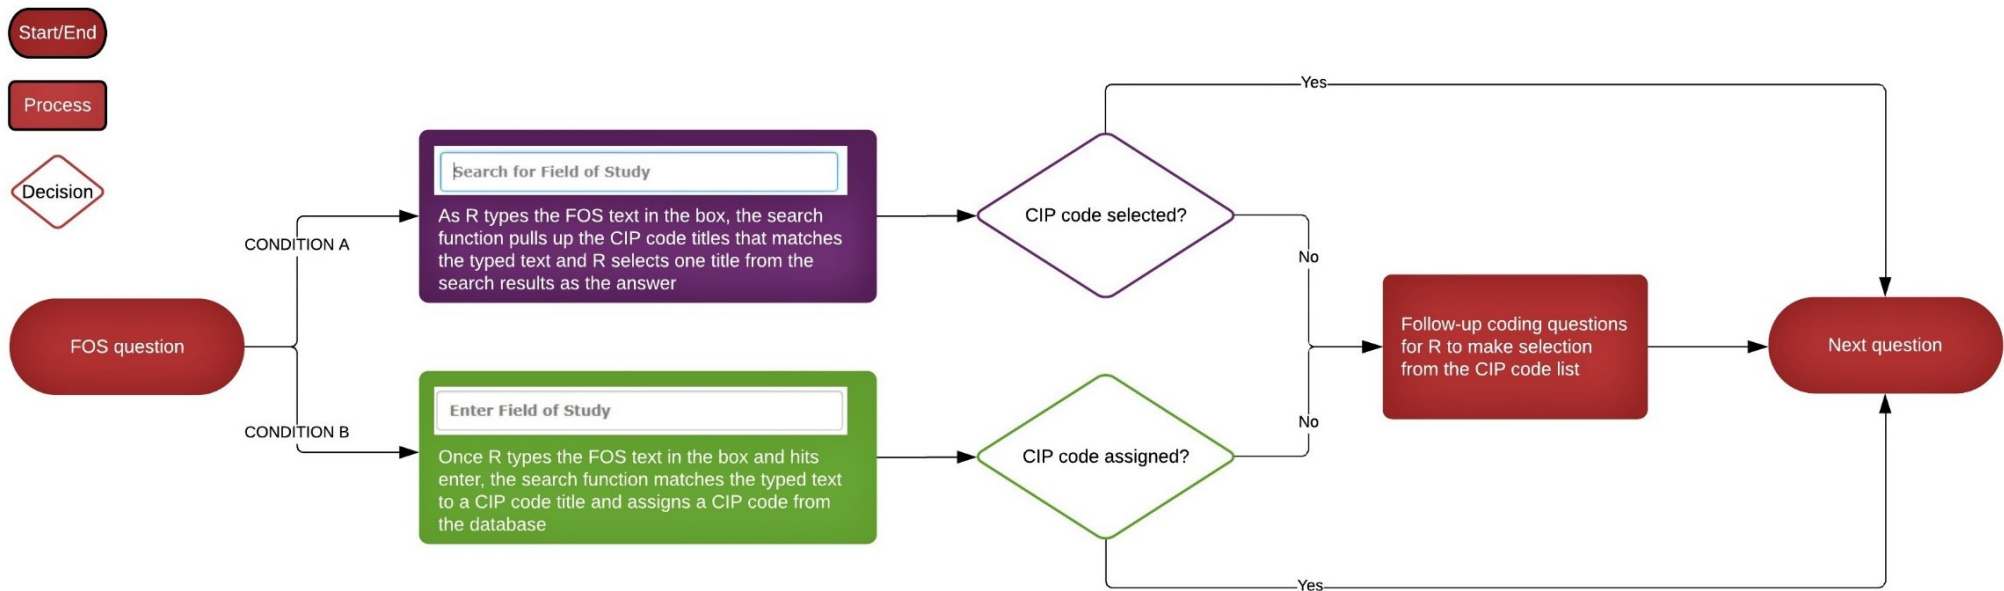 Start/End
Process
Decision
FOS question
CONDITION A
CONDITION B
Search for Field of Study
As R types the FOS text in the box, the search
function pulls up the CIP code titles that matches
the typed text and R selects one title from the
search results as the answer
Enter Field of Study
Once R types the FOS text in the box and hits
enter, the search function matches the typed text
to a CIP code title and assigns a CIP code from
the database
CIP code selected?
CIP code assigned?
Yes
No
No
Yes
Follow-up coding questions
for R to make selection
from the CIP code list
Next question